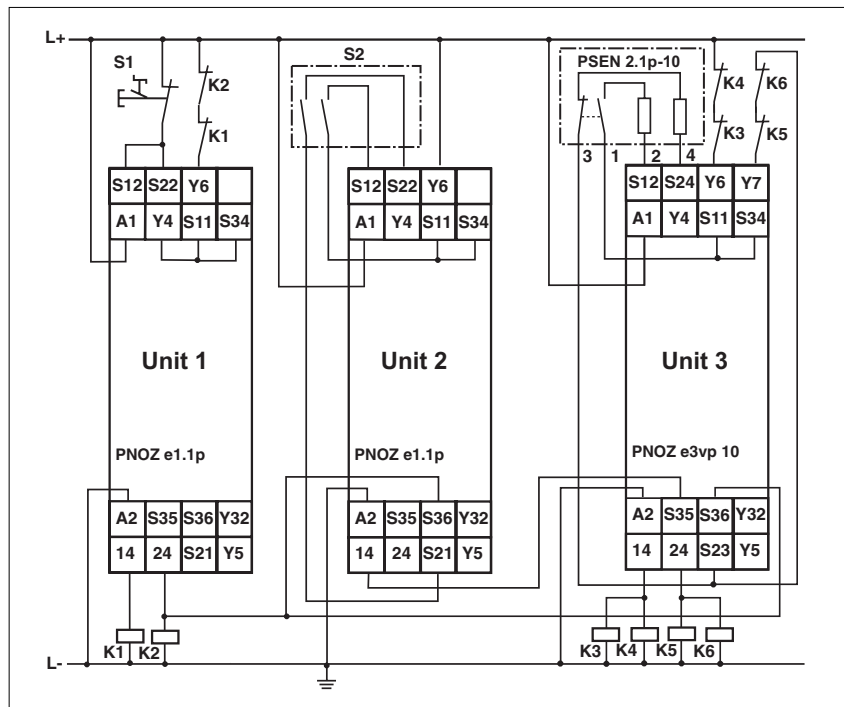 L+
S1
K2
K1
S2
PSEN 2.1p-10
K4
K6
K3
K5
3 1 2 4
S12 S22 Y6
A1 Y4 S11 S34
S12 S22 Y6
A1 Y4 S11 S34
S12 S24 Y6 Y7
A1 Y4 S11 S34
Unit 1
Unit 2
Unit 3
PNOZ e1.1p
PNOZ e1.1p
PNOZ e3vp 10
A2 S35 S36 Y32
14 24 S21 Y5
A2 S35 S36 Y32
14 24 S21 Y5
A2 S35 S36 Y32
14 24 S23 Y5
K1 K2
K3 K4 K5 K6
L-